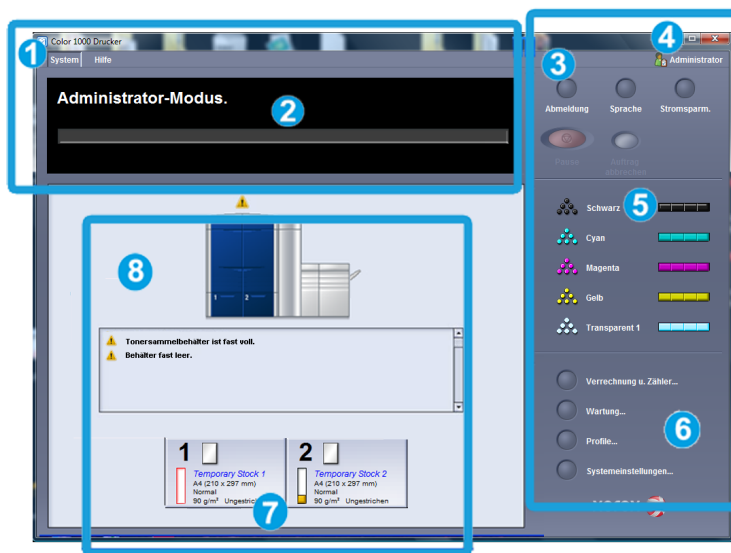 Color 1000 Drucker
1
System Hilfe
4
Administrator
3
Administrator-Modus.
2
Abmeldung Sprache Stromsparm.
Pause Auftrag
abbrechen
5
Schwarz
Cyan
Magenta
Gelb
Transparent 1
8
1 2
Tonersammelbehälter ist fast voll.
Behälter fast leer.
Verrechnung u. Zähler...
Wartung...
6
Profile...
Systemeinstellungen...
1
Temporary Stock 1
A4 (210 x 297 mm)
Normal
90 g/m² Ungestrichen
2
Temporary Stock 2
A4 (210 x 297 mm)
Normal
90 g/m² Ungestrichen
7